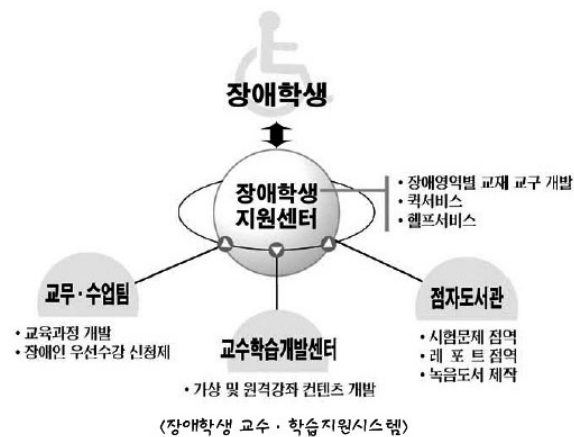 장애학생
장애학생
지원센터
• 장애영역별 교재 교구 개발
• 퀵서비스
• 헬프서비스
교무·수업팀
• 교육과정 개발
• 장애인 우선수강 신청제
교수학습개발센터
• 가상 및 원격강좌 컨텐츠 개발
점자도서관
• 시험문제 점역
• 레 포 트 점역
• 녹음도서 제작
(장애학생 교수·학습지원시스템)